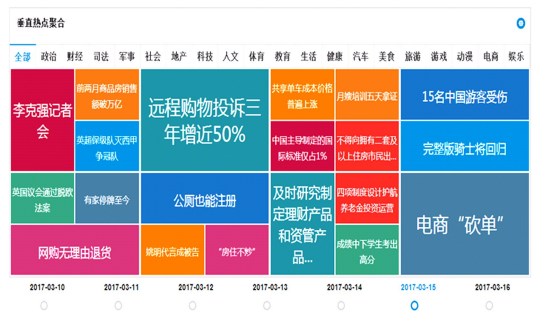 垂直热点聚合
全部 政治 财经 司法 军事 社会 地产 科技 人文 体育 教育 生活 健康 汽车 美食 旅游 游戏 动漫 电商 娱乐
李克强记者
会
前两月商品房销售
额破万亿
英超保级队灭西甲
争冠队
远程购物投诉三
年增近50%
共享单车成本价格
普遍上涨
月嫂培训五天拿证
中国主导制定的国
际标准仅占1%
不得向拥有二套及
以上住房市民出...
15名中国游客受伤
完整版骑士将回归
英国议会通过脱欧
法案
有家停牌至今
公厕也能注册
及时研究制
定理财产品
和资管产
品...
四项制度设计护航
养老金投资运营
电商“砍单”
网购无理由退货
姚明代言成被告
“房住不炒”
成绩中下学生考出
高分
2017-03-10 2017-03-11 2017-03-12 2017-03-13 2017-03-14 2017-03-15 2017-03-16